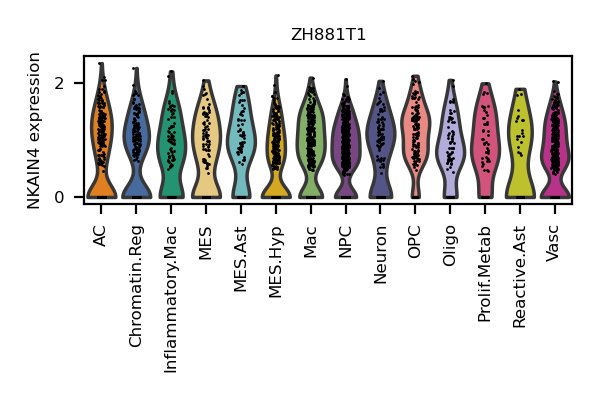 ZH881T1
NKAIN4 expression
2
0
AC
Chromatin.Reg
Inflammatory.Mac
MES
MES.Ast
MES.Hyp
Mac
NPC
Neuron
OPC
Oligo
Prolif.Metab
Reactive.Ast
Vasc